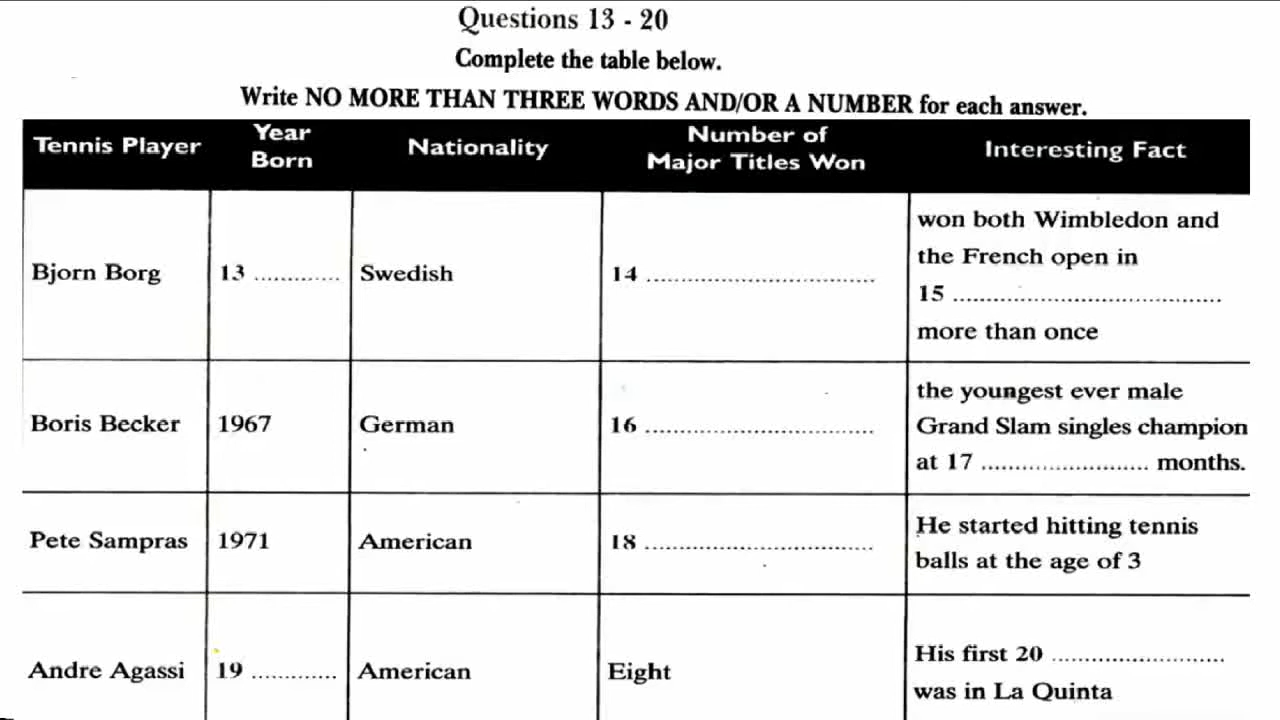 Questions 13 - 20
Complete the table below.
Write NO MORE THAN THREE WORDS AND/OR A NUMBER for each answer.
Tennis Player
Year
Born
Nationality
Number of
Major Titles Won
Interesting Fact
Bjorn Borg
13 .............
Swedish
14 ..................................
won both Wimbledon and
the French open in
15 .......................................
more than once
Boris Becker
1967
German
16 ..................................
the youngest ever male
Grand Slam singles champion
at 17 ......................... months.
Pete Sampras
1971
American
18 ..................................
He started hitting tennis
balls at the age of 3
Andre Agassi
19 .............
American
Eight
His first 20 ..........................
was in La Quinta